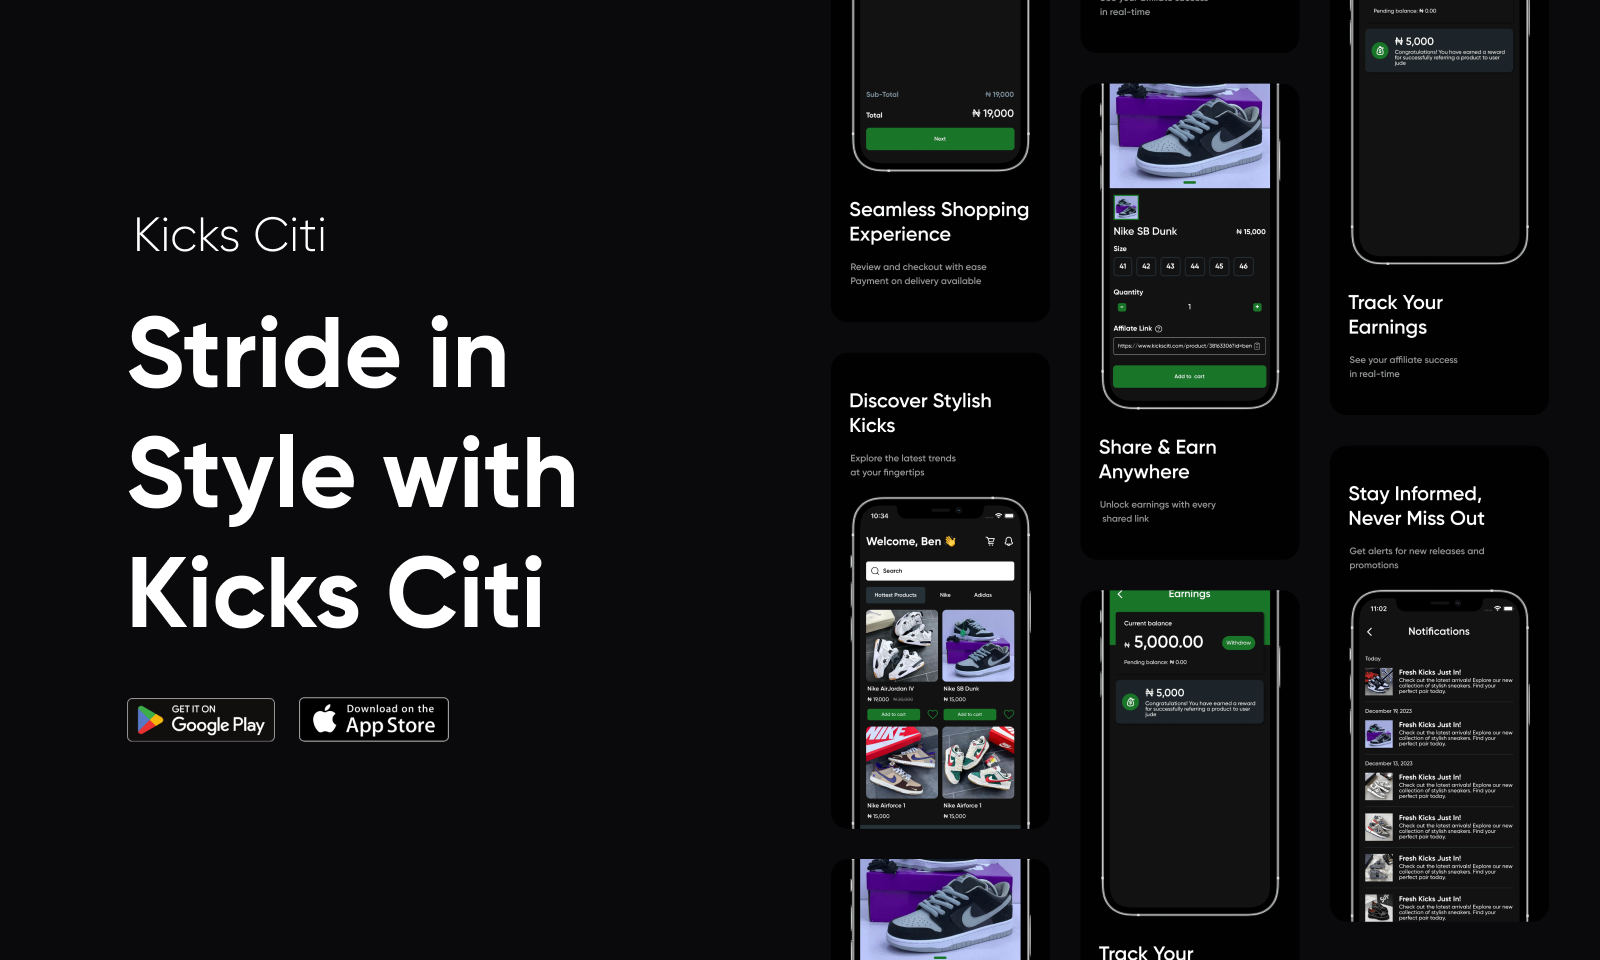 Kicks Citi
Stride in
Style with
Kicks Citi
GET IT ON
Google Play
Download on the
App Store
Sub-Total ₦ 19,000
Total ₦ 19,000
Next
Seamless Shopping
Experience
Review and checkout with ease
Payment on delivery available
Discover Stylish
Kicks
Explore the latest trends
at your fingertips
10:34
Welcome, Ben 👋
Search
Hottest Products Nike Adidas
Nike AirJordan IV
₦ 19,000
Add to cart
Nike SB Dunk
₦ 15,000
Add to cart
NIKE
Nike Airforce 1
₦ 15,000
Nike Airforce 1
₦ 15,000
in real-time
Nike SB Dunk ₦ 15,000
Size
41 42 43 44 45 46
Quantity
- 1 +
Affilate Link
https://www.kicksciti.com/product/38163306?id=ben
Add to cart
Share & Earn
Anywhere
Unlock earnings with every
shared link
Earnings
Current balance
₦ 5,000.00
Withdraw
Pending balance: ₦ 0.00
₦ 5,000
Congratulations! You have earned a reward
for successfully referring a product to user
jude
Track Your
Pending balance: ₦ 0.00
₦ 5,000
Congratulations! You have earned a reward
for successfully referring a product to user
jude
Track Your
Earnings
See your affiliate success
in real-time
Stay Informed,
Never Miss Out
Get alerts for new releases and
promotions
11:02
Notifications
Today
Fresh Kicks Just In!
Check out the latest arrivals! Explore our new
collection of stylish sneakers. Find your
perfect pair today.
December 19, 2023
Fresh Kicks Just In!
Check out the latest arrivals! Explore our new
collection of stylish sneakers. Find your
perfect pair today.
December 13, 2023
Fresh Kicks Just In!
Check out the latest arrivals! Explore our new
collection of stylish sneakers. Find your
perfect pair today.
Fresh Kicks Just In!
Check out the latest arrivals! Explore our new
collection of stylish sneakers. Find your
perfect pair today.
Fresh Kicks Just In!
Check out the latest arrivals! Explore our new
collection of stylish sneakers. Find your
perfect pair today.
Fresh Kicks Just In!
Check out the latest arrivals! Explore our new
collection of stylish sneakers. Find your
perfect pair today.